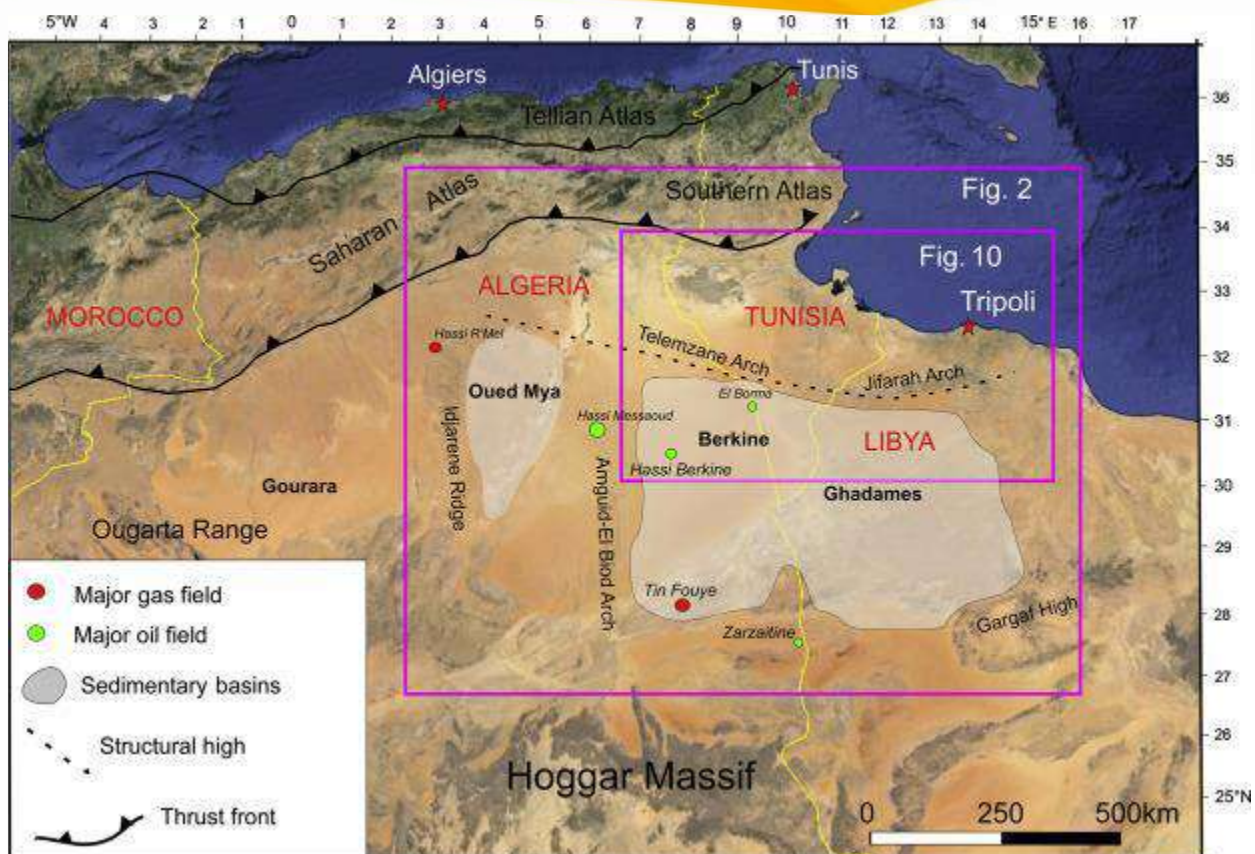 5°W 4 3 2 1 0 1 2 3 4 5 6 7 8 9 10 11 12 13 14 15° E 16 17
Algiers
Tunis
36
Tellian Atlas
35
Saharan Atlas
Southern Atlas
Fig. 2
34
Fig. 10
ALGERIA
33
MOROCCO
TUNISIA
Tripoli
Hassi R'Mel
Telemzane Arch
32
Jifarah Arch
Oued Mya
El Borma
Hassi Messaoud
31
Berkine
LIBYA
Idjarene Ridge
Hassi Berkine
Gourara
Amguid-El Biod Arch
Ghadames
30
Ougarta Range
29
Major gas field
Tin Fouye
Gargaf High
28
Major oil field
Zarzaitine
27
Sedimentary basins
26
Structural high
Hoggar Massif
25°N
Thrust front
0 250 500km